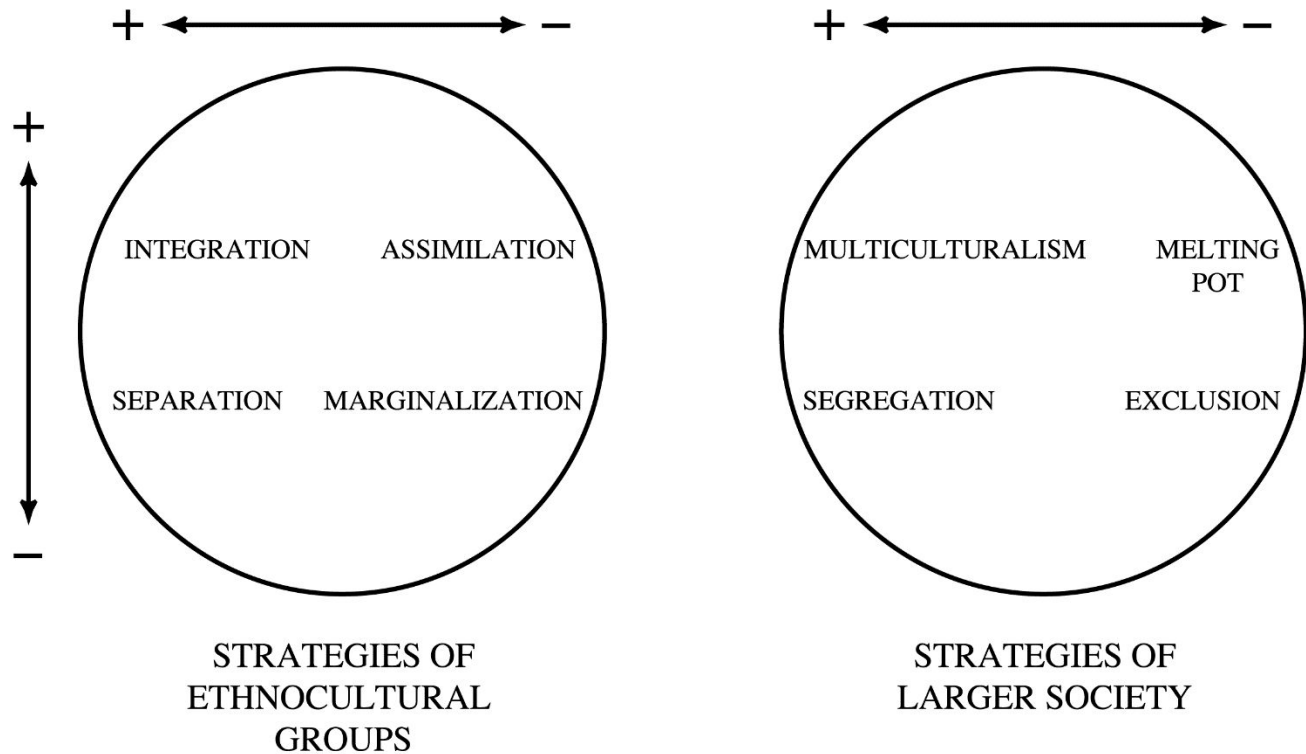 + −
+ −
+
−
INTEGRATION ASSIMILATION
SEPARATION MARGINALIZATION
MULTICULTURALISM MELTING
POT
SEGREGATION EXCLUSION
STRATEGIES OF
ETHNOCULTURAL
GROUPS
STRATEGIES OF
LARGER SOCIETY